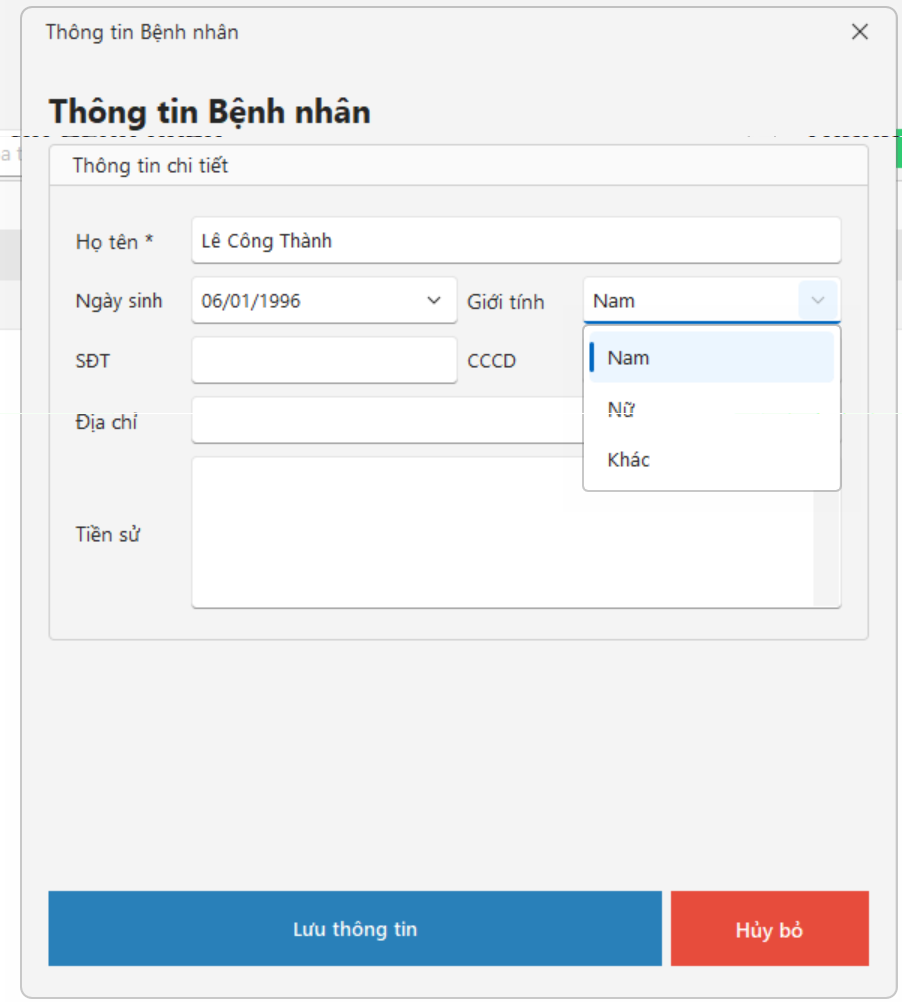 Thông tin Bệnh nhân
Thông tin Bệnh nhân
Thông tin chi tiết
Họ tên * Lê Công Thành
Ngày sinh 06/01/1996 Giới tính Nam
SĐT CCCD Nam
Địa chỉ Nữ
Khác
Tiền sử
Lưu thông tin Hủy bỏ